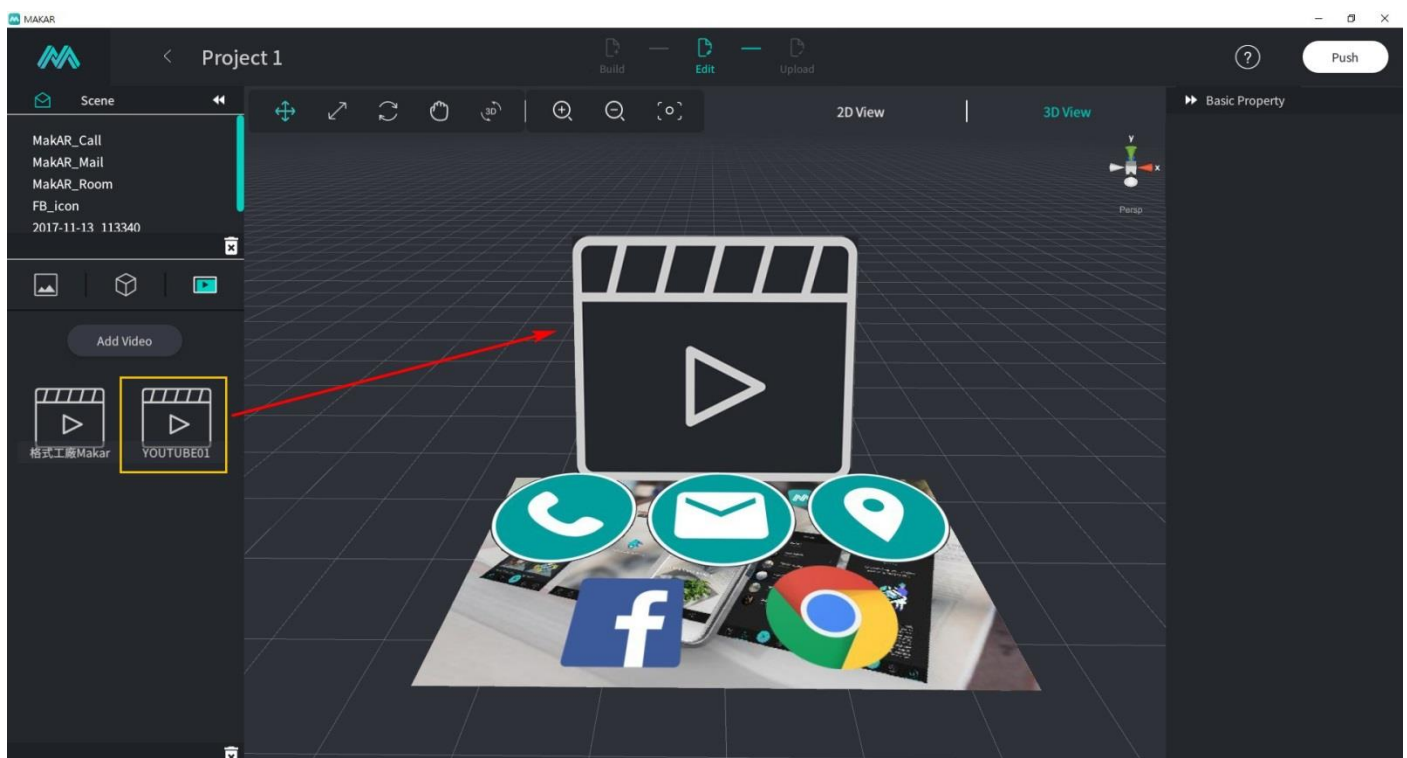 MAKAR
Project 1
Build
Edit
Upload
?
Push
Scene
3D
2D View
3D View
Basic Property
MakAR_Call
MakAR_Mail
MakAR_Room
FB_icon
2017-11-13_113340
y
x
Persp
Add Video
格式工廠Makar
YOUTUBE01